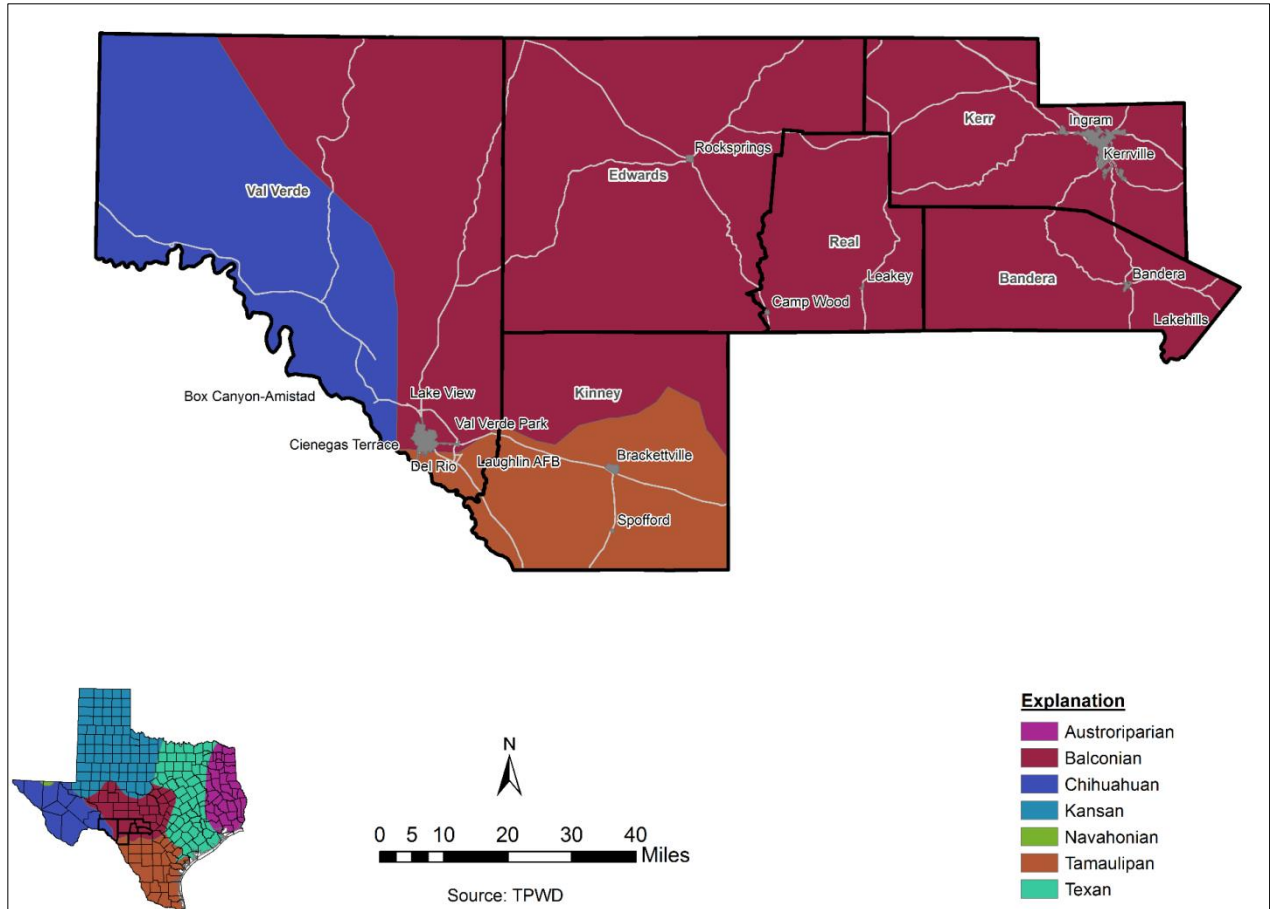 Kerr
Ingram
Kerrville
Rocksprings
Edwards
Val Verde
Real
Leakey
Bandera
Bandera
Camp Wood
Lakehills
Kinney
Lake View
Box Canyon-Amistad
Val Verde Park
Cienegas Terrace
Del Rio
Laughlin AFB
Brackettville
Spofford
N
0 5 10 20 30 40
Miles
Source: TPWD
Explanation
Austroriparian
Balconian
Chihuahuan
Kansan
Navahonian
Tamaulipan
Texan